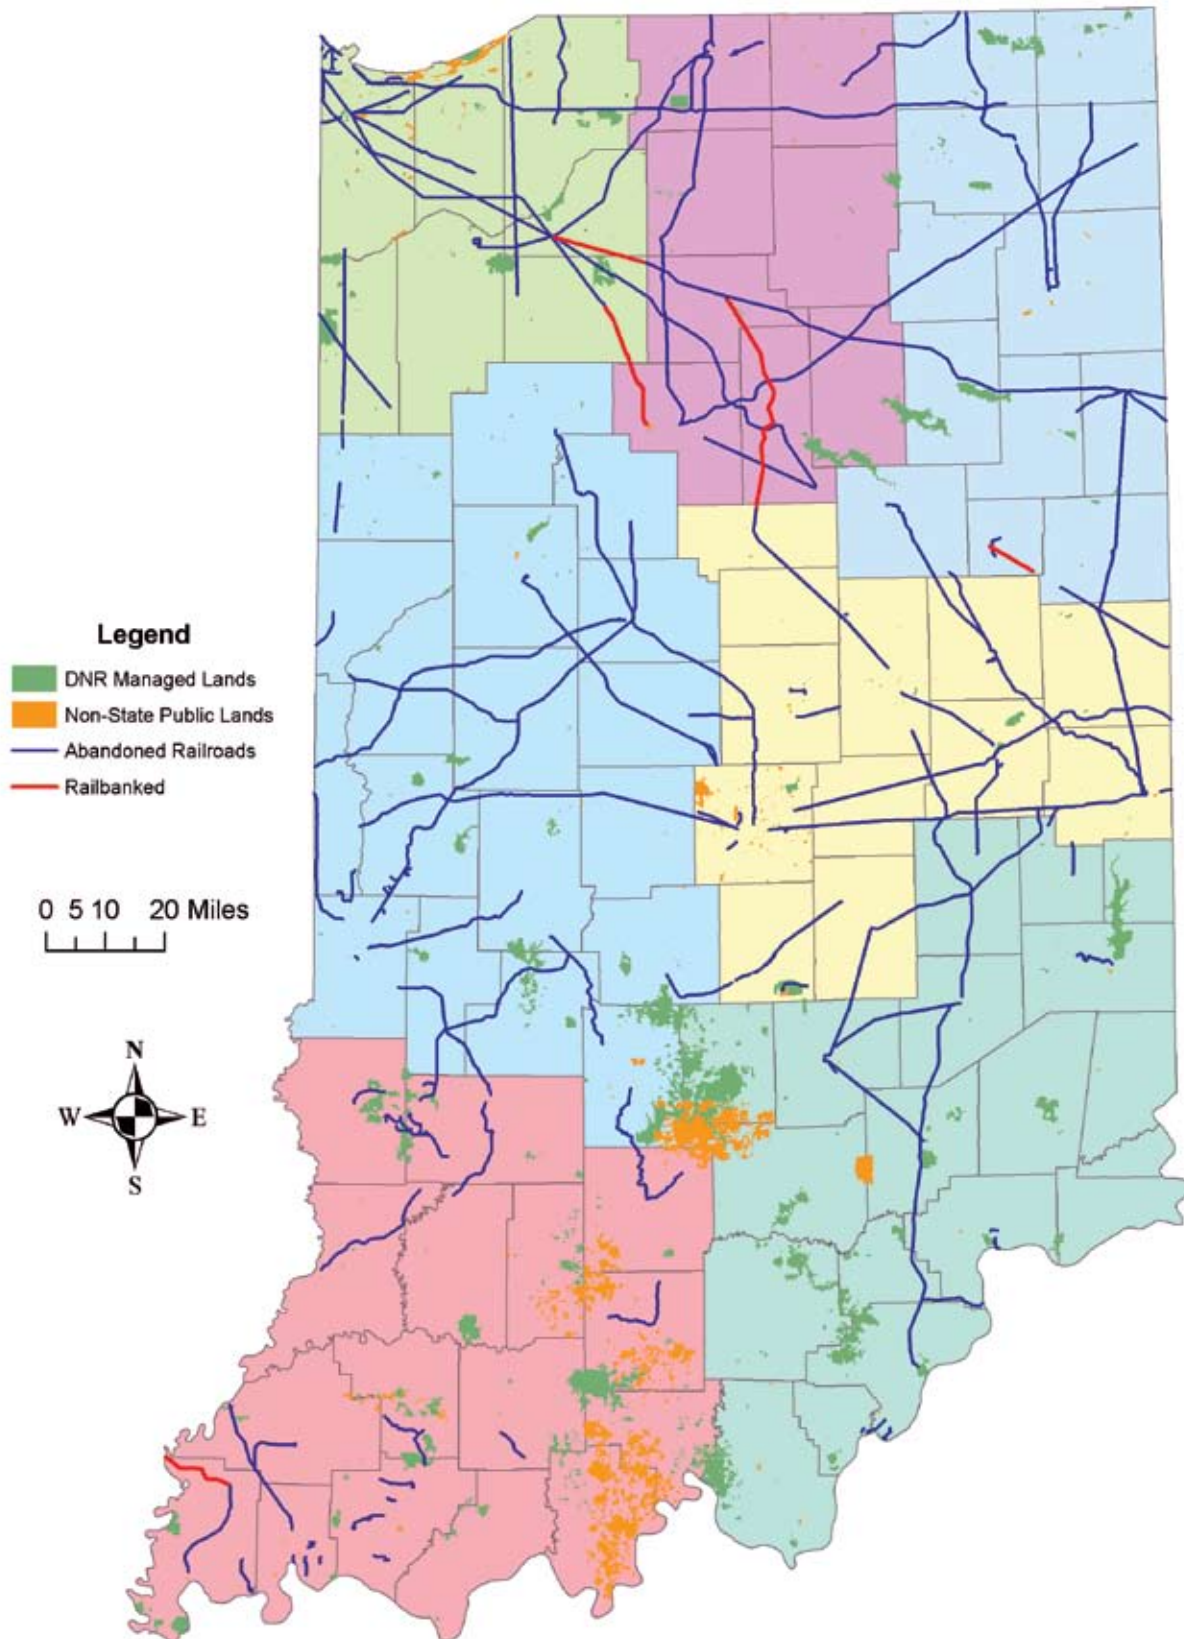 Legend
DNR Managed Lands
Non-State Public Lands
Abandoned Railroads
Railbanked
0 5 10 20 Miles
N
W E
S